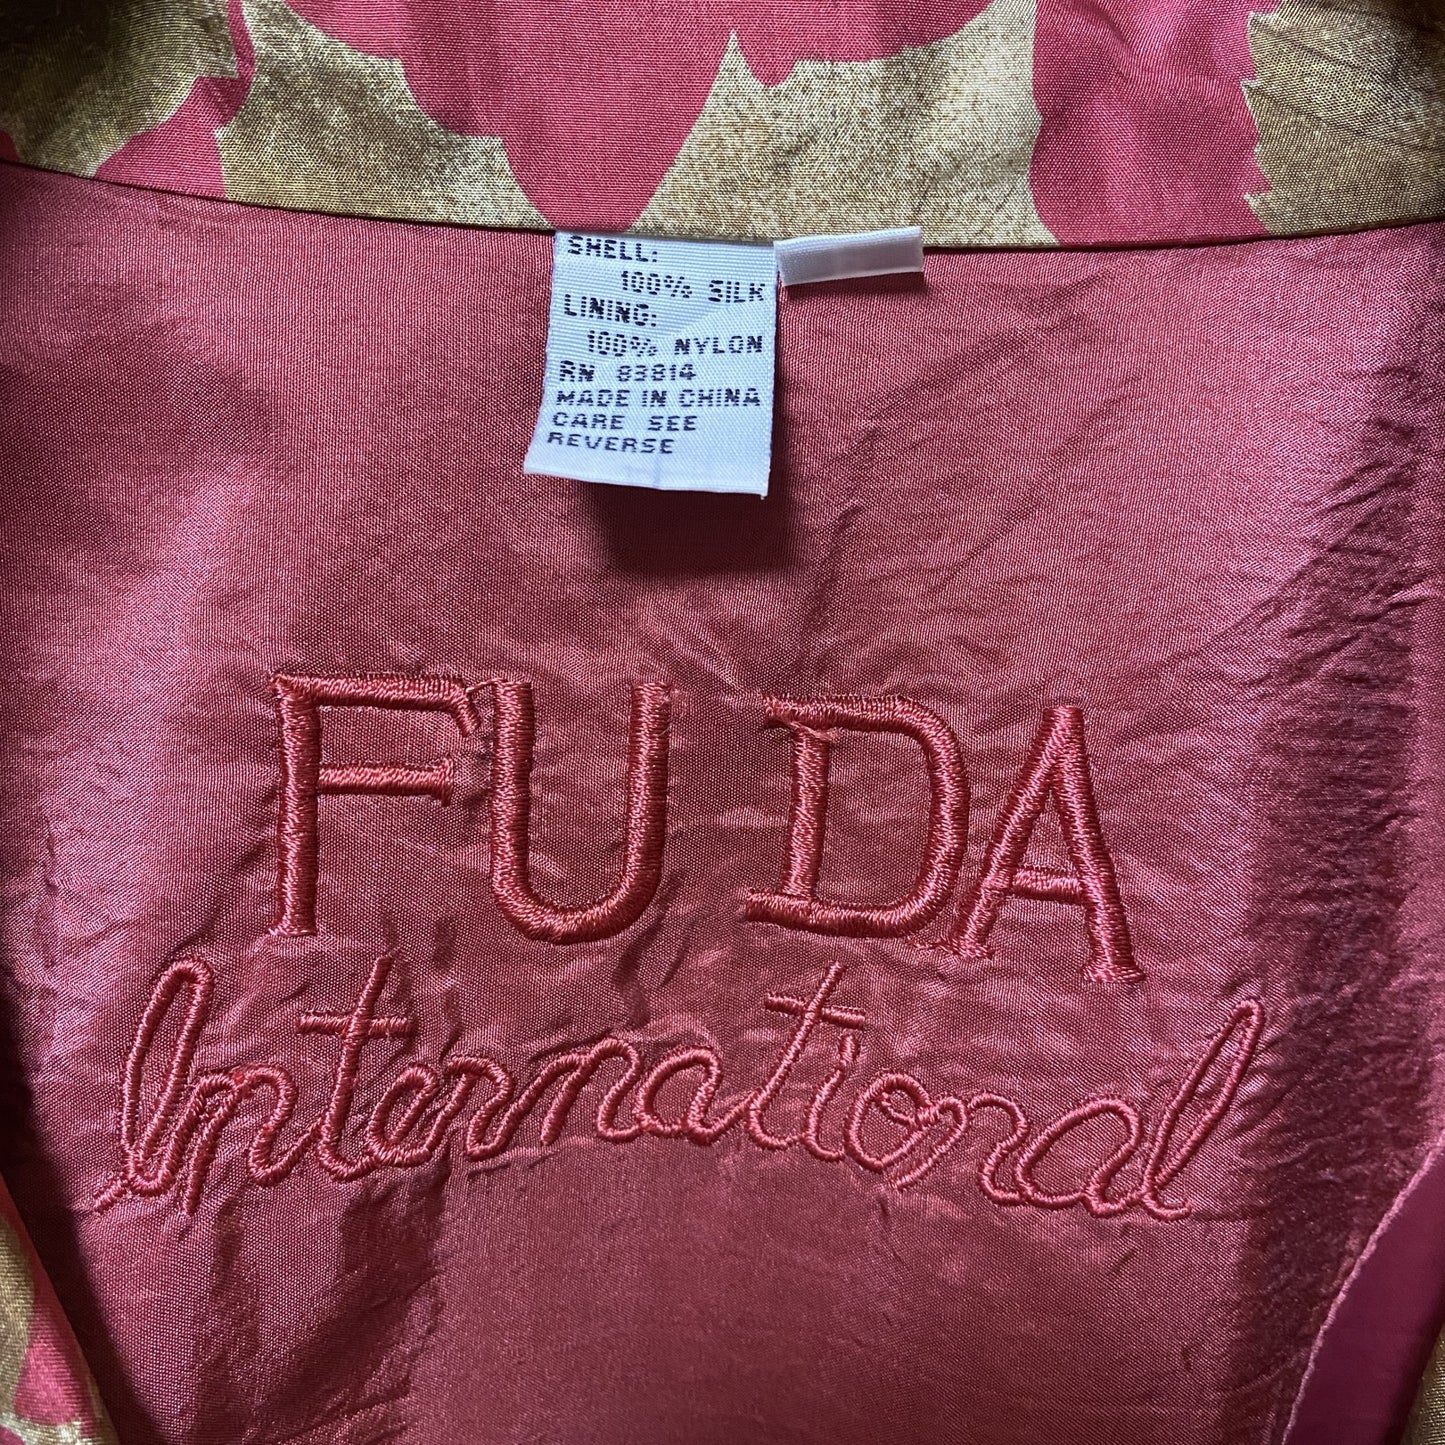 SHELL:
100% SILK
LINING:
100% NYLON
RN 83814
MADE IN CHINA
CARE SEE
REVERSE
FU DA
International